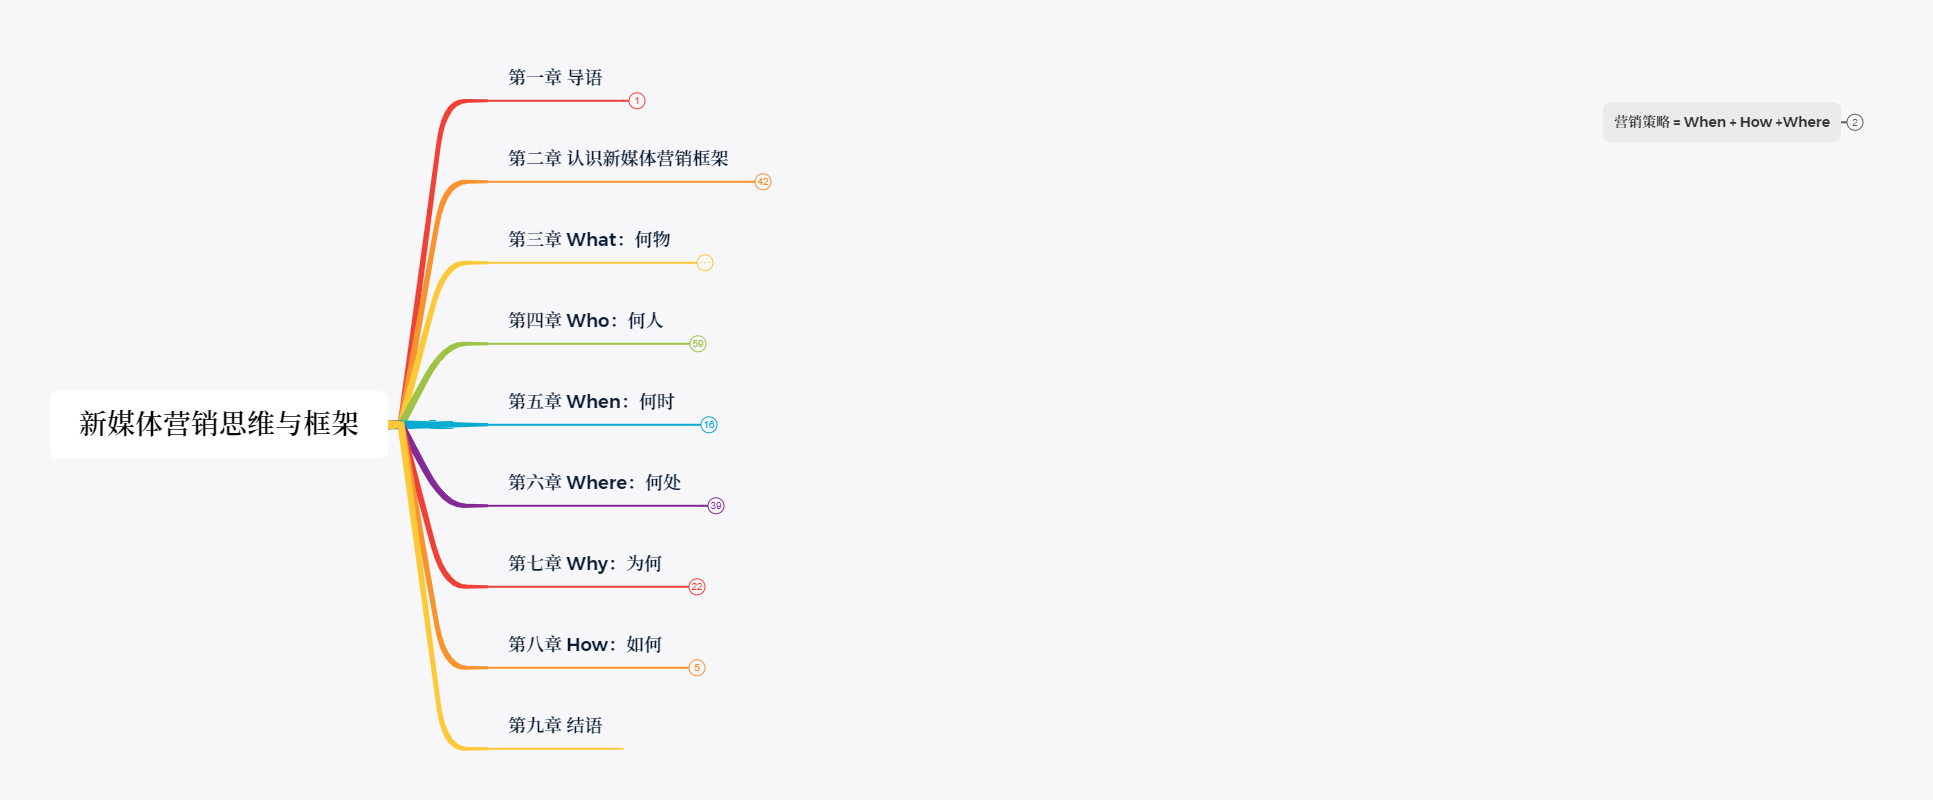 第一章 导语
1
营销策略 = When + How +Where
2
第二章 认识新媒体营销框架
42
第三章 What：何物
...
第四章 Who：何人
59
新媒体营销思维与框架
第五章 When：何时
16
第六章 Where：何处
39
第七章 Why：为何
22
第八章 How：如何
5
第九章 结语